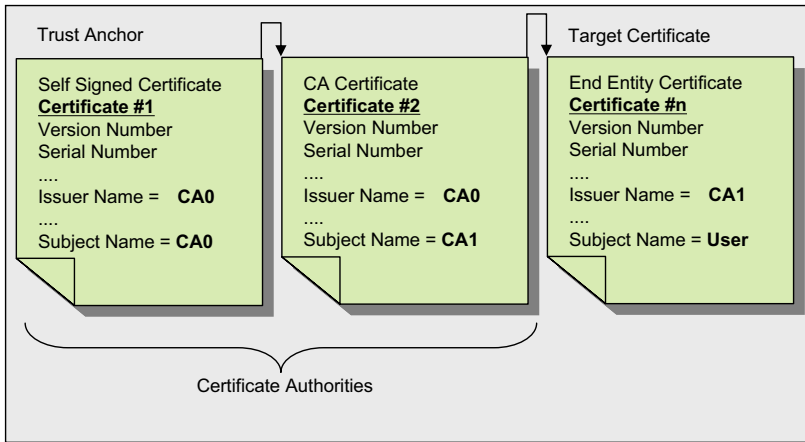 Trust Anchor
Self Signed Certificate
Certificate #1
Version Number
Serial Number
....
Issuer Name = CA0
....
Subject Name = CA0
CA Certificate
Certificate #2
Version Number
Serial Number
....
Issuer Name = CA0
....
Subject Name = CA1
Target Certificate
End Entity Certificate
Certificate #n
Version Number
Serial Number
....
Issuer Name = CA1
....
Subject Name = User
Certificate Authorities